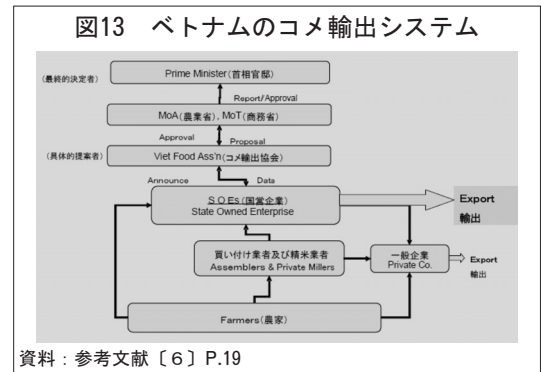 図13 ベトナムのコメ輸出システム
(最終的決定者)
Prime Minister(首相官邸)
Report/Approval
MoA(農業省), MoT(商務省)
Approval
Proposal
(具体的提案者)
Viet Food Ass'n(コメ輸出協会)
Announce
Data
SOEs(国営企業)
State Owned Enterprise
Export
輸出
買い付け業者及び精米業者
Assemblers & Private Millers
一般企業
Private Co.
Export
輸出
Farmers(農家)
資料:参考文献〔6〕P.19